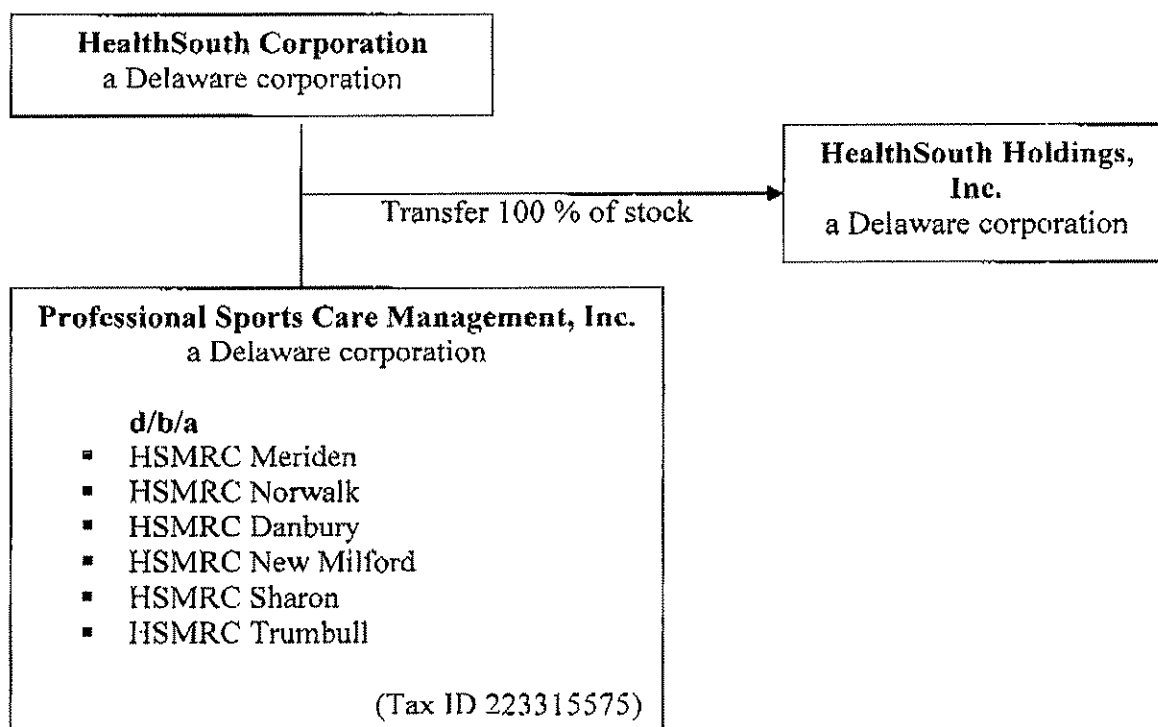 HealthSouth Corporation
a Delaware corporation
HealthSouth Holdings,
Inc.
a Delaware corporation
Transfer 100 % of stock
Professional Sports Care Management, Inc.
a Delaware corporation
d/b/a
▪ HSMRC Meriden
▪ HSMRC Norwalk
▪ HSMRC Danbury
▪ HSMRC New Milford
▪ HSMRC Sharon
▪ HSMRC Trumbull
(Tax ID 223315575)